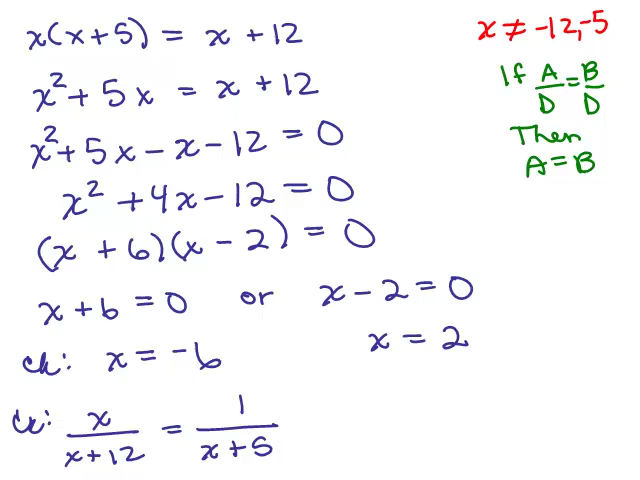 x(x+5) = x + 12
x² + 5x = x + 12
x² + 5x - x - 12 = 0
x² + 4x - 12 = 0
(x + 6)(x - 2) = 0
x + 6 = 0 or x - 2 = 0
ck: x = -6 x = 2
ck: x/(x+12) = 1/(x+5)
x ≠ -12, -5
If A/D = B/D
Then
A = B